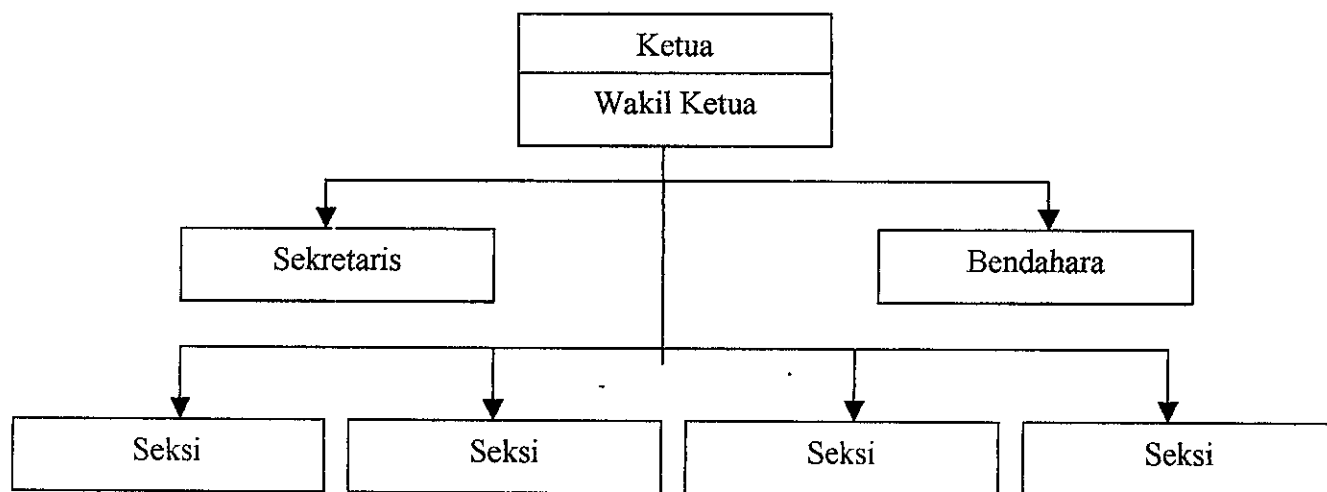 Ketua
Wakil Ketua
Sekretaris
Bendahara
Seksi
Seksi
Seksi
Seksi